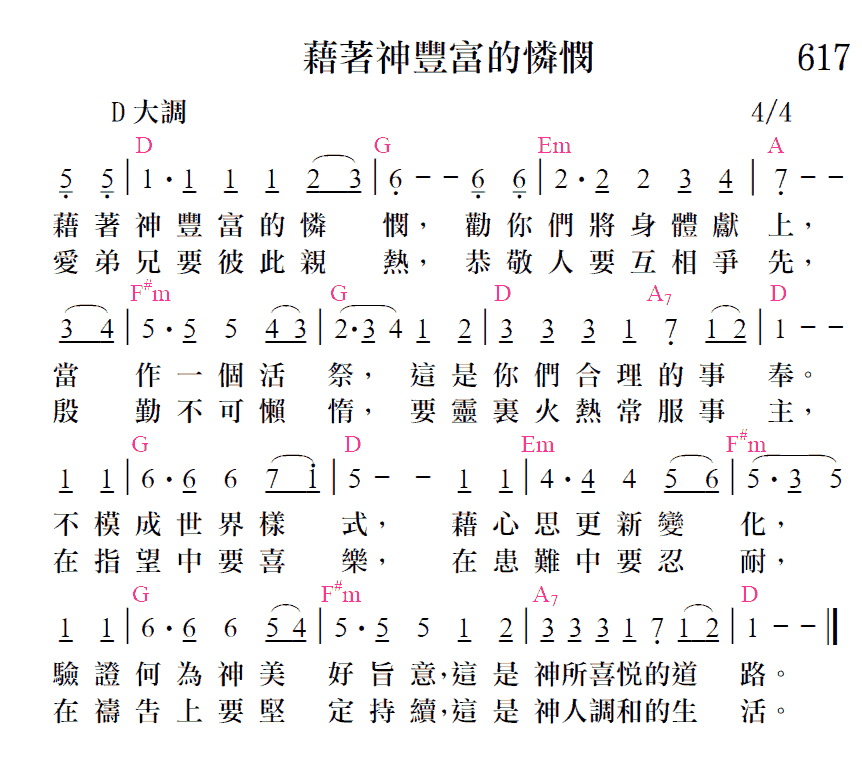 藉著神豐富的憐憫 617
D 大調 4/4
D G Em A
5 5 | 1 · 1 1 1 2 3 | 6 - - 6 6 | 2 · 2 2 3 4 | 7 - -
藉著神豐富的憐憫，勸你們將身體獻上，
愛弟兄要彼此親熱，恭敬人要互相爭先，
F#m G D A7 D
3 4 | 5 · 5 5 4 3 | 2 · 3 4 1 2 | 3 3 3 1 7 1 2 | 1 - -
當作一個活祭，這是你們合理的事奉。
殷勤不可懶惰，要靈裏火熱常服事主，
G D Em F#m
1 1 | 6 · 6 6 7 i | 5 - - 1 1 | 4 · 4 4 5 6 | 5 · 3 5
不模成世界樣式，藉心思更新變化，
在指望中要喜樂，在患難中要忍耐，
G F#m A7 D
1 1 | 6 · 6 6 5 4 | 5 · 5 5 1 2 | 3 3 3 1 7 1 2 | 1 - - ‖
驗證何為神美好旨意，這是神所喜悅的道路。
在禱告上要堅定持續，這是神人調和的生活。